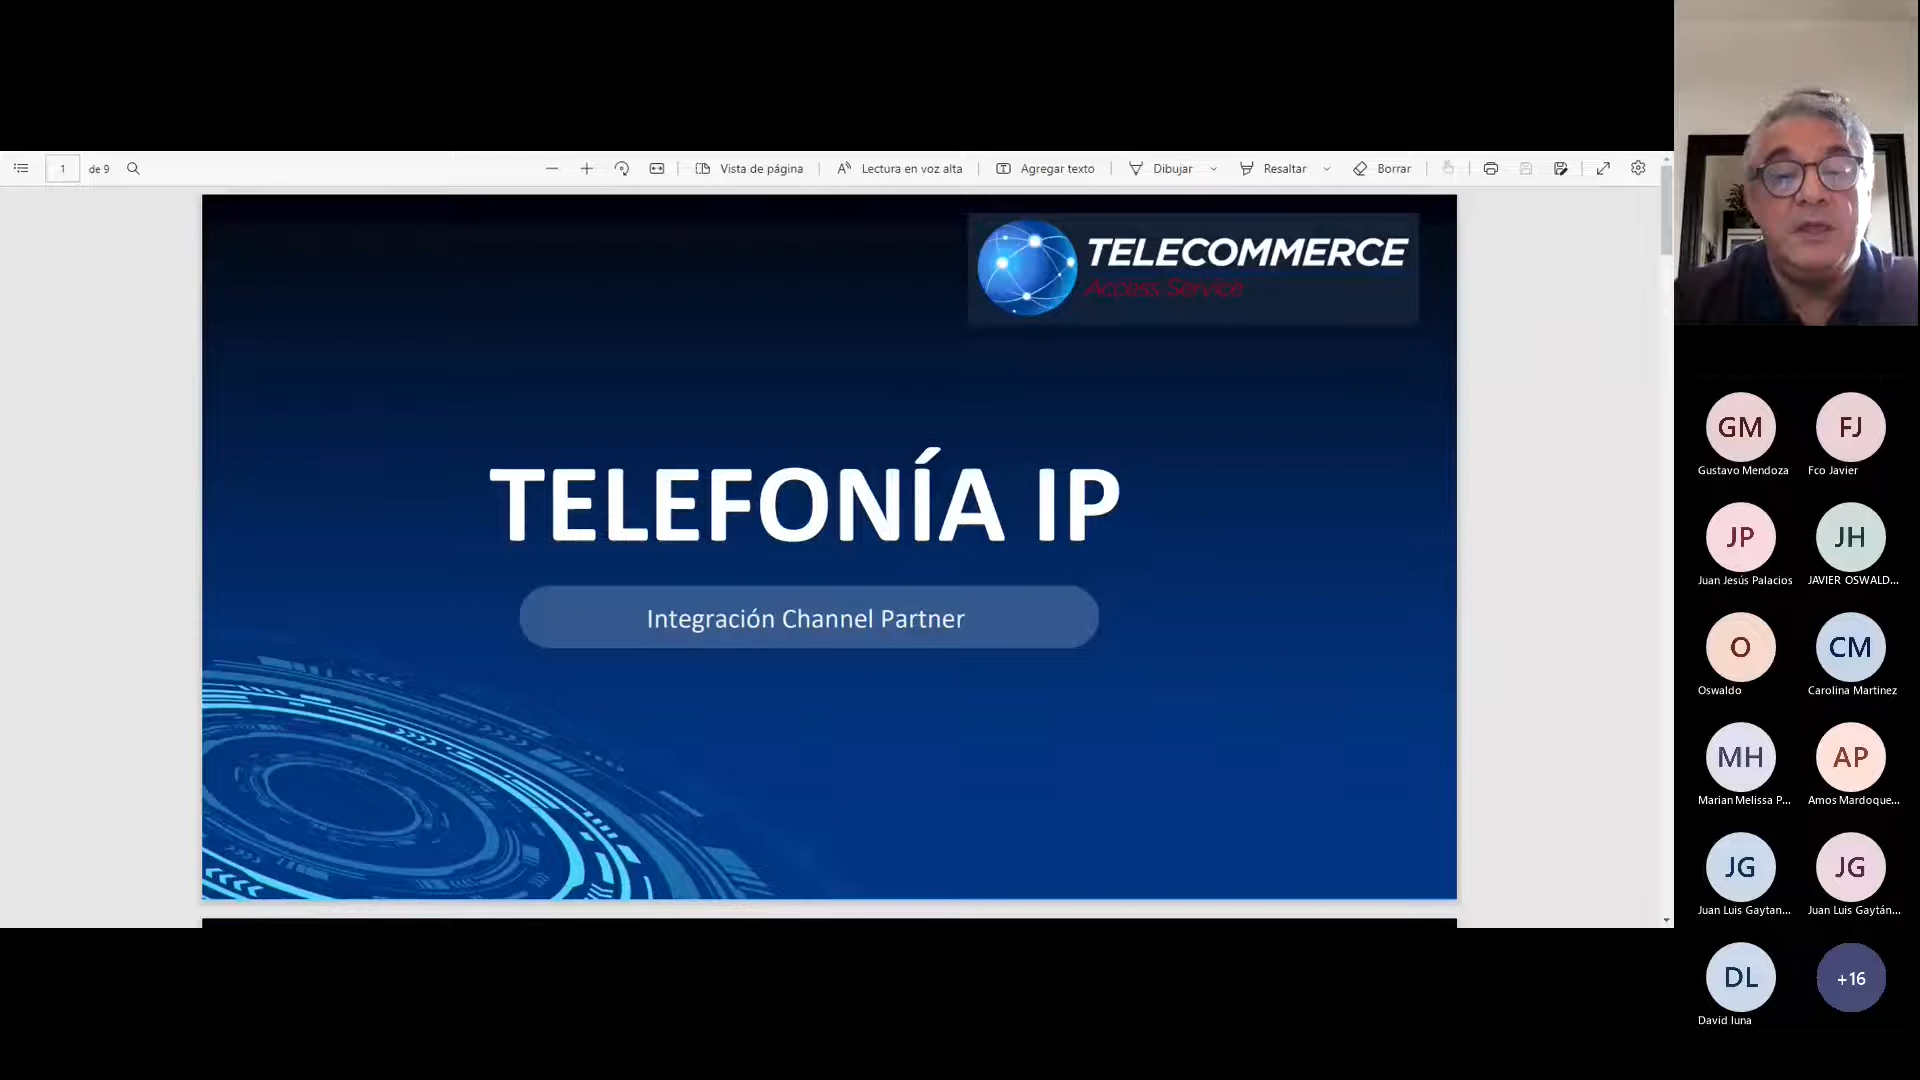 1 de 9
Vista de página
Lectura en voz alta
Agregar texto
Dibujar
Resaltar
Borrar
TELECOMMERCE
Access Service
TELEFONÍA IP
Integración Channel Partner
GM FJ
Gustavo Mendoza Fco Javier
JP JH
Juan Jesús Palacios JAVIER OSWALD...
O CM
Oswaldo Carolina Martinez
MH AP
Marian Melissa P... Amos Mardoque...
JG JG
Juan Luis Gaytan... Juan Luis Gaytán...
DL +16
David luna